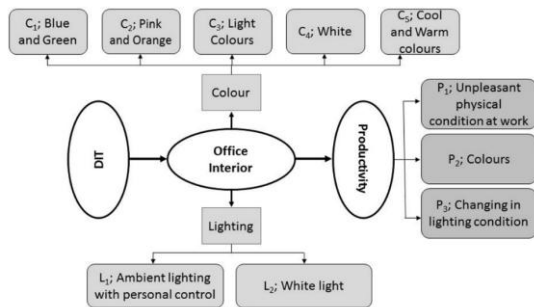 C₁; Blue
and Green
C₂; Pink
and Orange
C₃; Light
Colours
C₄; White
C₅; Cool
and Warm
colours
Colour
P₁; Unpleasant
physical
condition at work
DIT
Office
Interior
Productivity
P₂; Colours
P₃; Changing in
lighting condition
Lighting
L₁; Ambient lighting
with personal control
L₂; White light